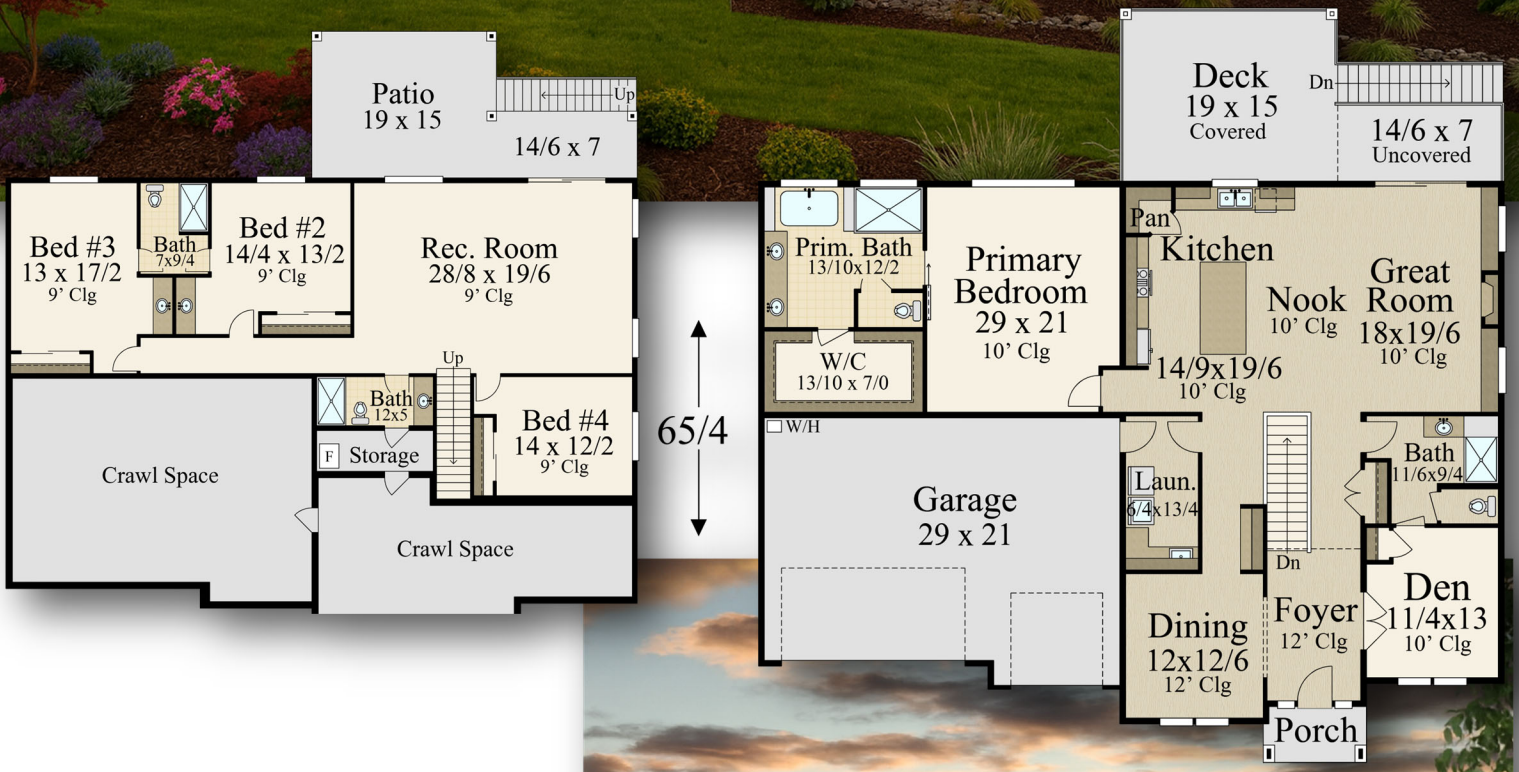 Patio
19 x 15
Up
14/6 x 7
Bed #3
13 x 17/2
9’ Clg
Bath
7x9/4
Bed #2
14/4 x 13/2
9’ Clg
Rec. Room
28/8 x 19/6
9’ Clg
Up
Bath
12x5
F
Storage
Bed #4
14 x 12/2
9’ Clg
Crawl Space
Crawl Space
65/4
Deck
19 x 15
Covered
Dn
14/6 x 7
Uncovered
Prim. Bath
13/10x12/2
W/C
13/10 x 7/0
Primary
Bedroom
29 x 21
10’ Clg
Pan
Kitchen
14/9x19/6
10’ Clg
Nook
10’ Clg
Great
Room
18x19/6
10’ Clg
W/H
Garage
29 x 21
Laun.
6/4x13/4
Bath
11/6x9/4
Dn
Dining
12x12/6
12’ Clg
Foyer
12’ Clg
Den
11/4x13
10’ Clg
Porch